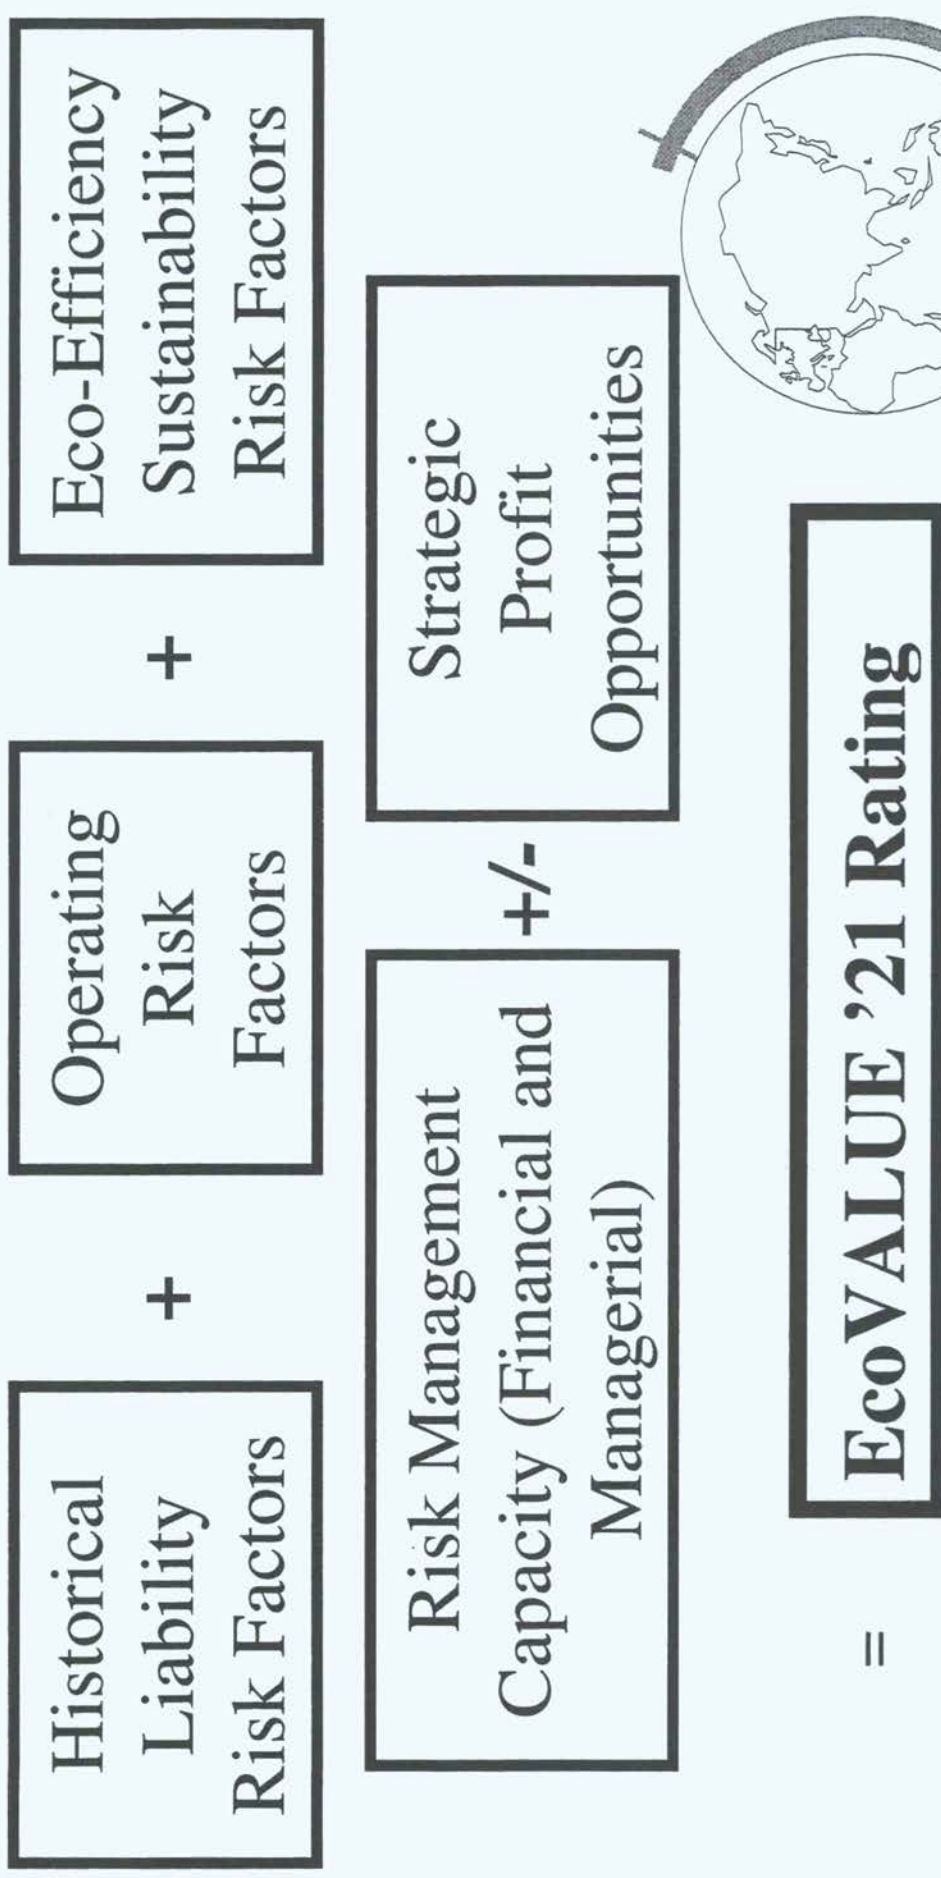 Historical
Liability
Risk Factors
+
Operating
Risk
Factors
+
Eco-Efficiency
Sustainability
Risk Factors
Risk Management
Capacity (Financial and
Managerial)
+/-
Strategic
Profit
Opportunities
=
EcoVALUE ’21 Rating